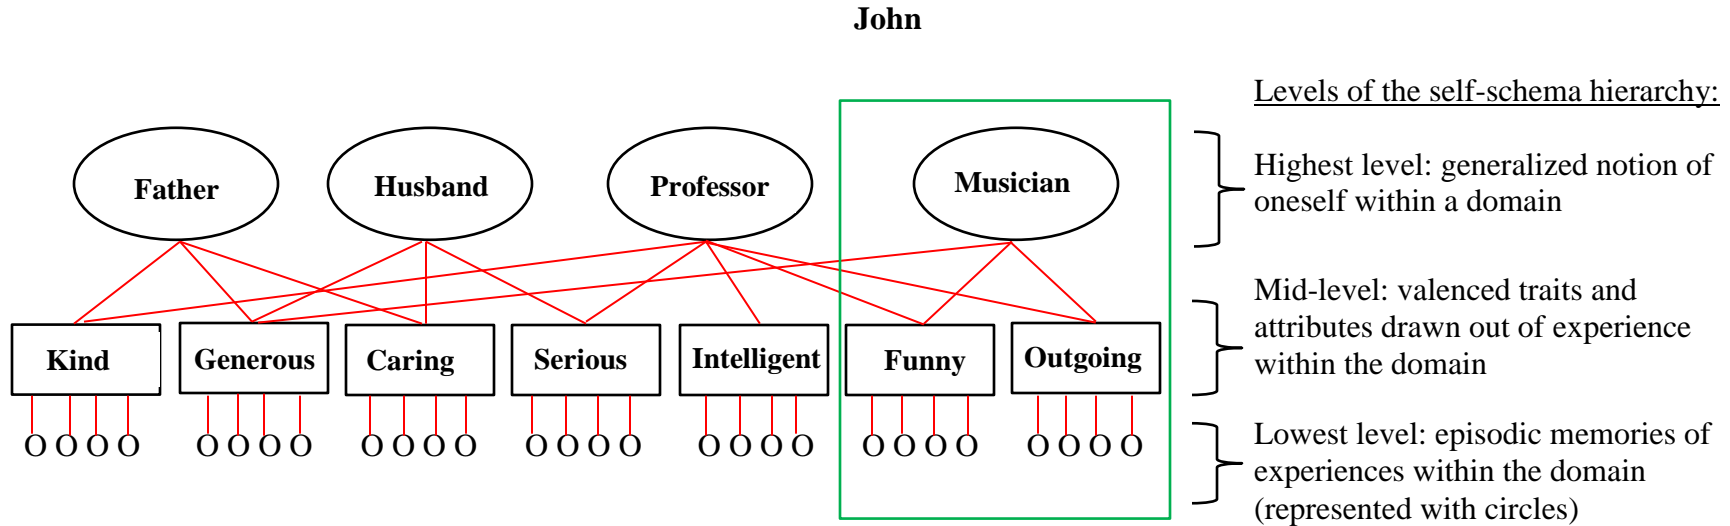 John
Levels of the self-schema hierarchy:
Father
Husband
Professor
Musician
Highest level: generalized notion of
oneself within a domain
Kind
Generous
Caring
Serious
Intelligent
Funny
Outgoing
Mid-level: valenced traits and
attributes drawn out of experience
within the domain
O O O O
O O O O
O O O O
O O O O
O O O O
O O O O
O O O O
Lowest level: episodic memories of
experiences within the domain
(represented with circles)